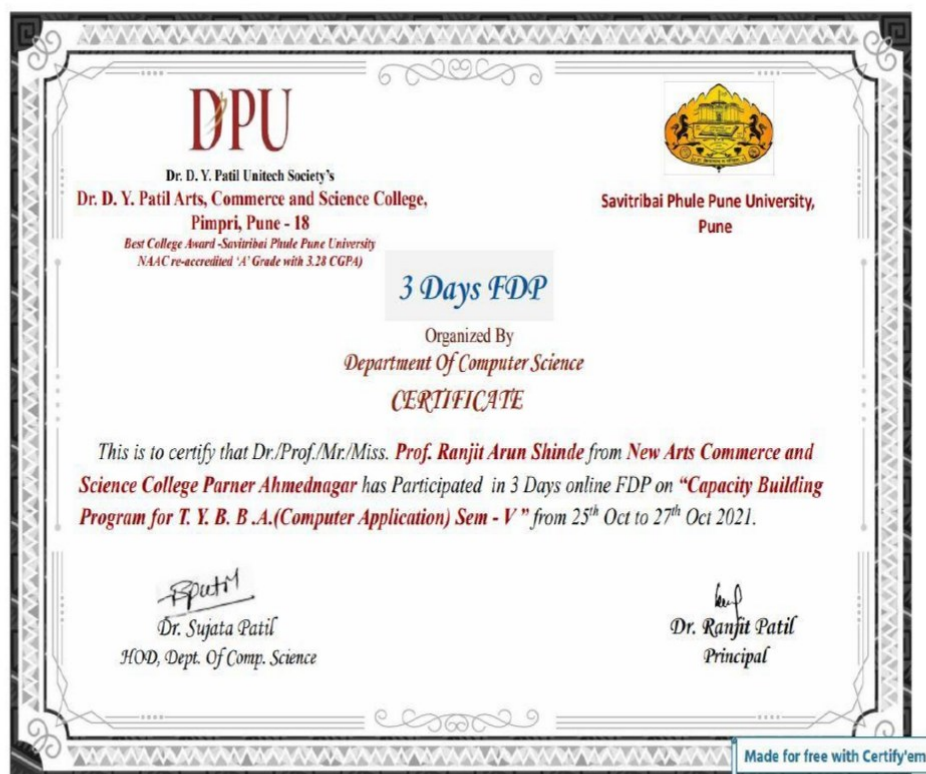 DPU
Dr. D. Y. Patil Unitech Society's
Dr. D. Y. Patil Arts, Commerce and Science College,
Pimpri, Pune - 18
Best College Award -Savitribai Phule Pune University
NAAC re-accredited 'A' Grade with 3.28 CGPA)
Savitribai Phule Pune University,
Pune
3 Days FDP
Organized By
Department Of Computer Science
CERTIFICATE
This is to certify that Dr./Prof./Mr./Miss. Prof. Ranjit Arun Shinde from New Arts Commerce and
Science College Parner Ahmednagar has Participated in 3 Days online FDP on "Capacity Building
Program for T. Y. B. B .A.(Computer Application) Sem - V " from 25th Oct to 27th Oct 2021.
Dr. Sujata Patil
HOD, Dept. Of Comp. Science
Dr. Ranjit Patil
Principal
Made for free with Certify'em